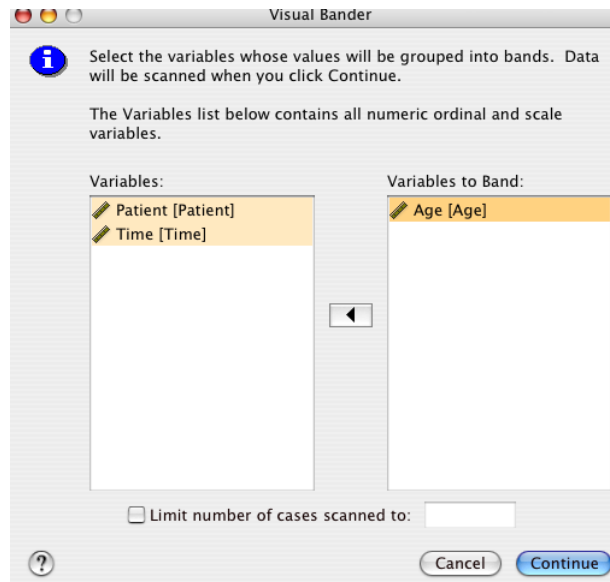 Visual Bander
Select the variables whose values will be grouped into bands. Data
will be scanned when you click Continue.
The Variables list below contains all numeric ordinal and scale
variables.
Variables:
Patient [Patient]
Time [Time]
Variables to Band:
Age [Age]
Limit number of cases scanned to:
?
Cancel
Continue